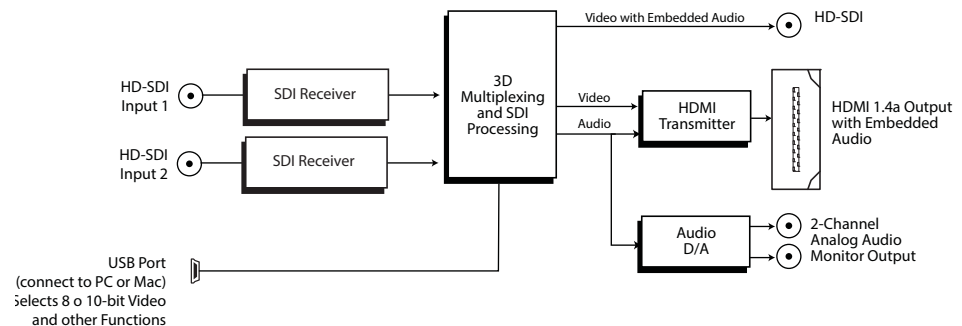 Video with Embedded Audio
HD-SDI
HD-SDI
Input 1
SDI Receiver
3D
Multiplexing
and SDI
Processing
Video
Audio
HDMI
Transmitter
HDMI 1.4a Output
with Embedded
Audio
HD-SDI
Input 2
SDI Receiver
Audio
D/A
2-Channel
Analog Audio
Monitor Output
USB Port
(connect to PC or Mac)
Selects 8 o 10-bit Video
and other Functions